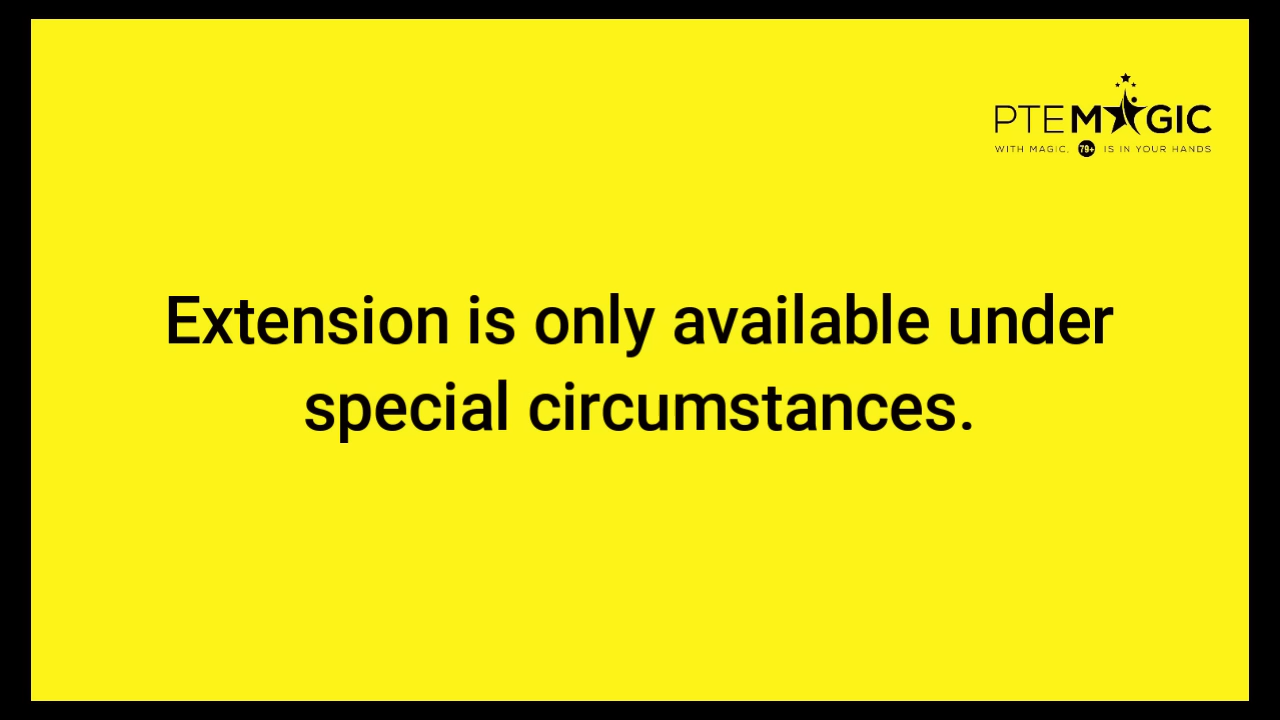 PTEMAGIC
WITH MAGIC, 79+ IS IN YOUR HANDS
Extension is only available under
special circumstances.